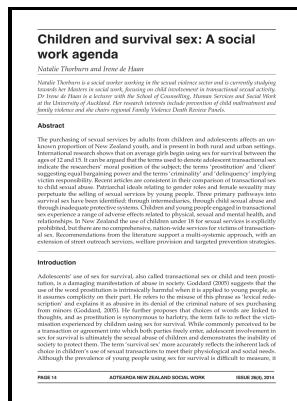 Children and survival sex: A social
work agenda
Natalie Thorburn and Irene de Haan
Natalie Thorburn is a social worker working in the sexual violence sector and is currently studying
towards her Masters in social work, focusing on child involvement in transactional sexual activity.
Dr Irene de Haan is a lecturer with the School of Counselling, Human Services and Social Work
at the University of Auckland. Her research interests include prevention of child maltreatment and
family violence and she chairs regional Family Violence Death Review Panels.
Abstract
The purchasing of sexual services by adults from children and adolescents affects an un-
known proportion of New Zealand youth, and is present in both rural and urban settings.
International research shows that on average girls begin using sex for survival between the
ages of 12 and 15. It can be argued that the terms used to denote adolescent transactional sex
indicate the researchers' moral position of the subject; the terms 'prostitution' and 'client'
suggesting equal bargaining power and the terms 'criminality' and 'delinquency' implying
victim responsibility. Recent articles are consistent in their comparison of transactional sex
to child sexual abuse. Patriarchal ideals relating to gender roles and female sexuality may
perpetuate the selling of sexual services by young people. Three primary pathways into
survival sex have been identified: through intermediaries, through child sexual abuse and
through inadequate protective systems. Children and young people engaged in transactional
sex experience a range of adverse effects related to physical, sexual and mental health, and
relationships. In New Zealand the use of children under 18 for sexual services is explicitly
prohibited, but there are no comprehensive, nation-wide services for victims of transaction-
al sex. Recommendations from the literature support a multi-systemic approach, with an
extension of street outreach services, welfare provision and targeted prevention strategies.
Introduction
Adolescents' use of sex for survival, also called transactional sex or child and teen prosti-
tution, is a damaging manifestation of abuse in society. Goddard (2005) suggests that the
use of the word prostitution is intrinsically harmful when it is applied to young people, as
it assumes complicity on their part. He refers to the misuse of this phrase as 'lexical rede-
scription' and explains it as abusive in its denial of the criminal nature of sex purchasing
from minors (Goddard, 2005). He further proposes that choices of words are linked to
thoughts, and as prostitution is synonymous to harlotry, the term fails to reflect the victi-
misation experienced by children using sex for survival. While commonly perceived to be
a transaction or agreement into which both parties freely enter, adolescent involvement in
sex for survival is ultimately the sexual abuse of children and demonstrates the inability of
society to protect them. The term 'survival sex' more accurately reflects the inherent lack of
choice in children's use of sexual transactions to meet their physiological and social needs.
Although the prevalence of young people using sex for survival is difficult to measure, it
PAGE 14 AOTEAROA NEW ZEALAND SOCIAL WORK ISSUE 26(4), 2014